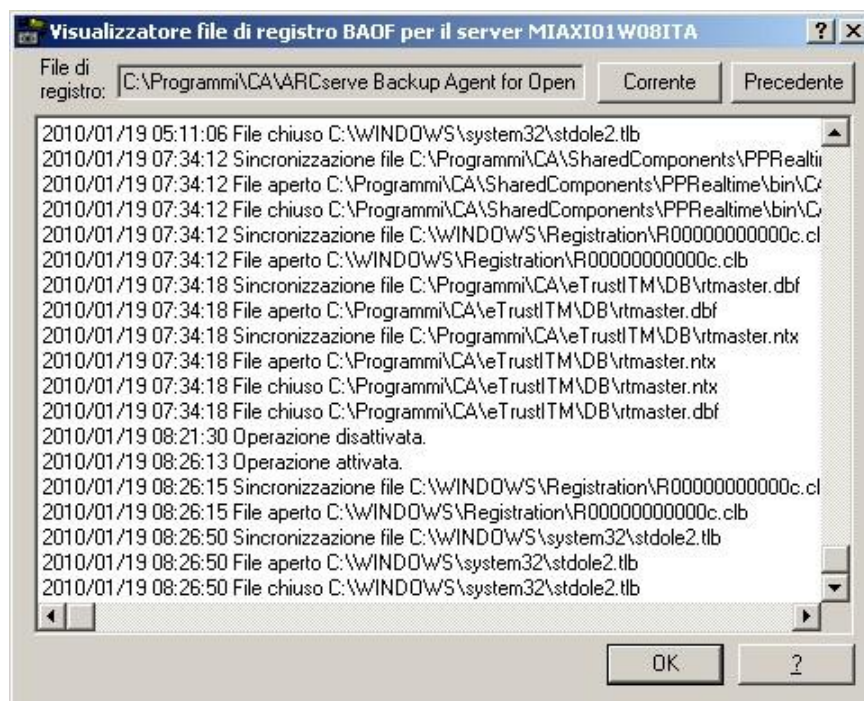 Visualizzatore file di registro BAOF per il server MIAXI01W08ITA
File di registro:
C:\Programmi\CA\ARCserve Backup Agent for Open
Corrente
Precedente
2010/01/19 05:11:06 File chiuso C:\WINDOWS\system32\stdole2.tlb
2010/01/19 07:34:12 Sincronizzazione file C:\Programmi\CA\SharedComponents\PPRealtin
2010/01/19 07:34:12 File aperto C:\Programmi\CA\SharedComponents\PPRealtime\bin\CA
2010/01/19 07:34:12 File chiuso C:\Programmi\CA\SharedComponents\PPRealtime\bin\CA
2010/01/19 07:34:12 Sincronizzazione file C:\WINDOWS\Registration\R00000000000c.cl
2010/01/19 07:34:12 File aperto C:\WINDOWS\Registration\R00000000000c.clb
2010/01/19 07:34:18 Sincronizzazione file C:\Programmi\CA\eTrustITM\DB\rtmaster.dbf
2010/01/19 07:34:18 File aperto C:\Programmi\CA\eTrustITM\DB\rtmaster.dbf
2010/01/19 07:34:18 Sincronizzazione file C:\Programmi\CA\eTrustITM\DB\rtmaster.ntx
2010/01/19 07:34:18 File aperto C:\Programmi\CA\eTrustITM\DB\rtmaster.ntx
2010/01/19 07:34:18 File chiuso C:\Programmi\CA\eTrustITM\DB\rtmaster.ntx
2010/01/19 07:34:18 File chiuso C:\Programmi\CA\eTrustITM\DB\rtmaster.dbf
2010/01/19 08:21:30 Operazione disattivata.
2010/01/19 08:26:13 Operazione attivata.
2010/01/19 08:26:15 Sincronizzazione file C:\WINDOWS\Registration\R00000000000c.cl
2010/01/19 08:26:15 File aperto C:\WINDOWS\Registration\R00000000000c.clb
2010/01/19 08:26:50 Sincronizzazione file C:\WINDOWS\system32\stdole2.tlb
2010/01/19 08:26:50 File aperto C:\WINDOWS\system32\stdole2.tlb
2010/01/19 08:26:50 File chiuso C:\WINDOWS\system32\stdole2.tlb
OK
?